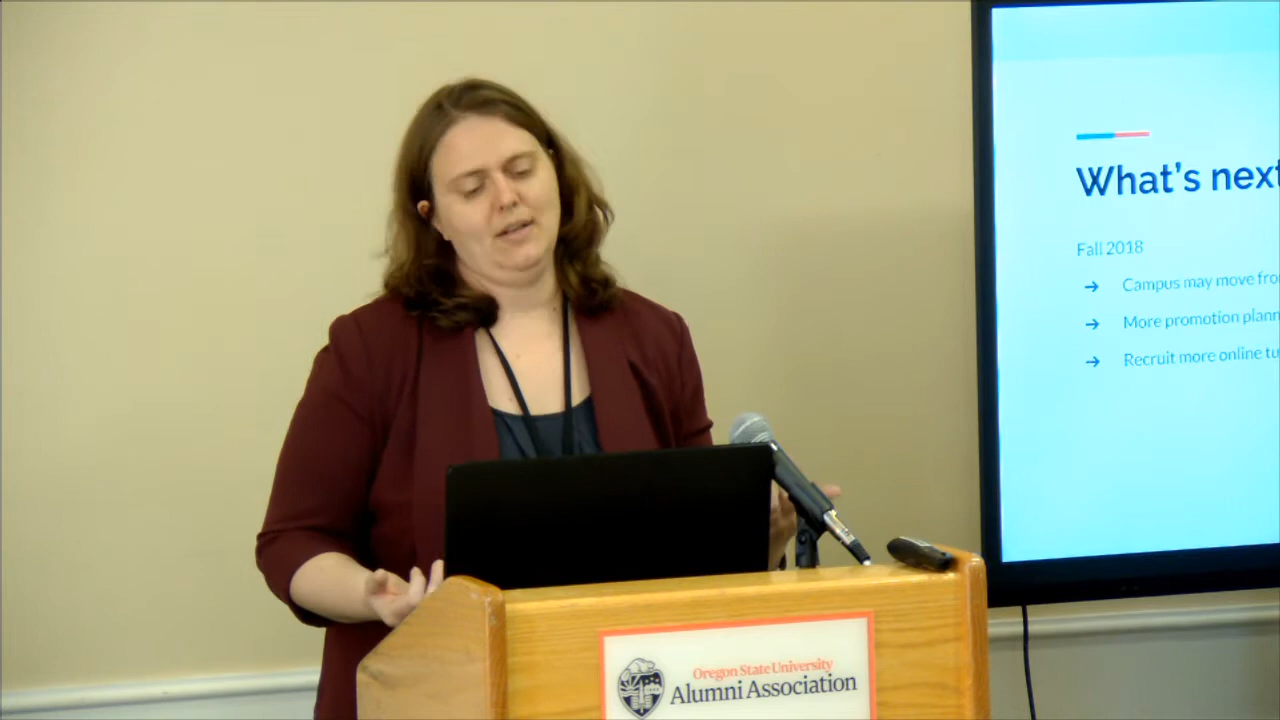 What's next
Fall 2018
Campus may move fro
More promotion plann
Recruit more online tu
Oregon State University
Alumni Association